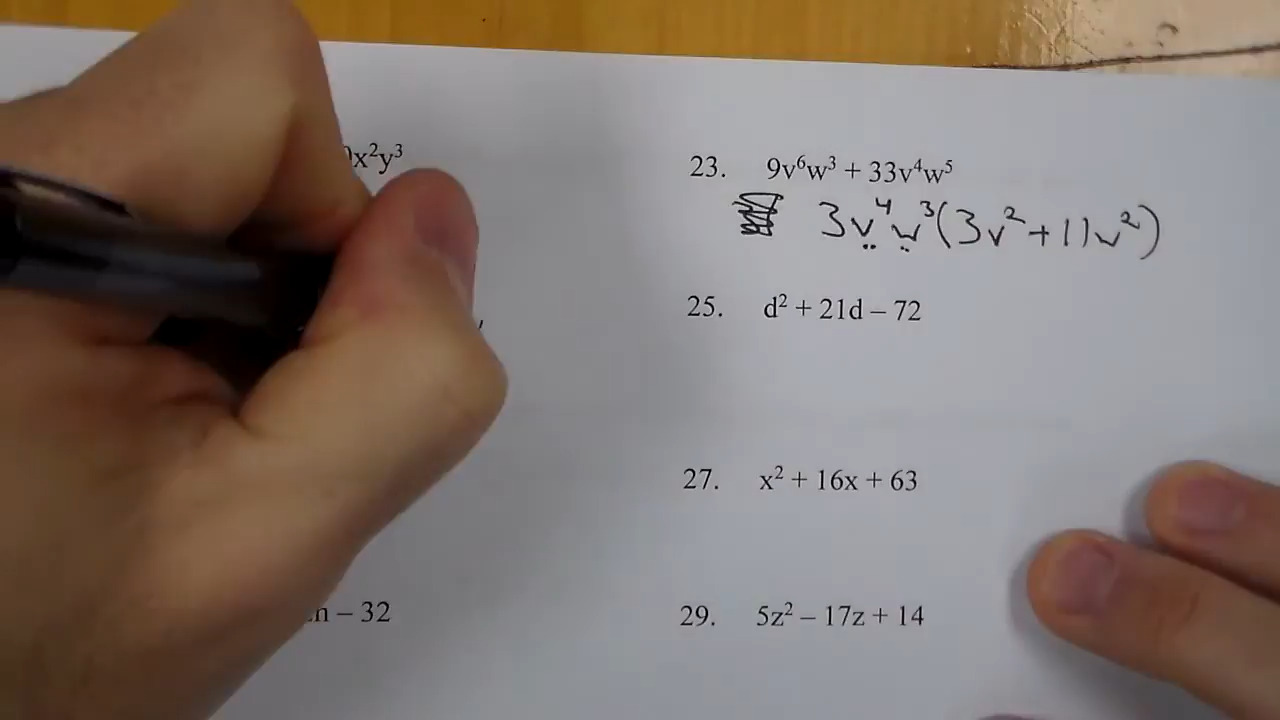 x²y³
23. 9v⁶w³ + 33v⁴w⁵
3v⁴w³(3v² + 11w²)
25. d² + 21d – 72
27. x² + 16x + 63
– 32
29. 5z² – 17z + 14